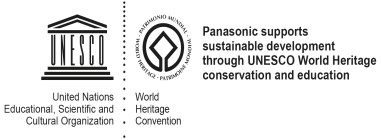 UNESCO
WORLD HERITAGE · PATRIMOINE MONDIAL · PATRIMONIO MUNDIAL
Panasonic supports
sustainable development
through UNESCO World Heritage
conservation and education
United Nations
Educational, Scientific and
Cultural Organization
World
Heritage
Convention